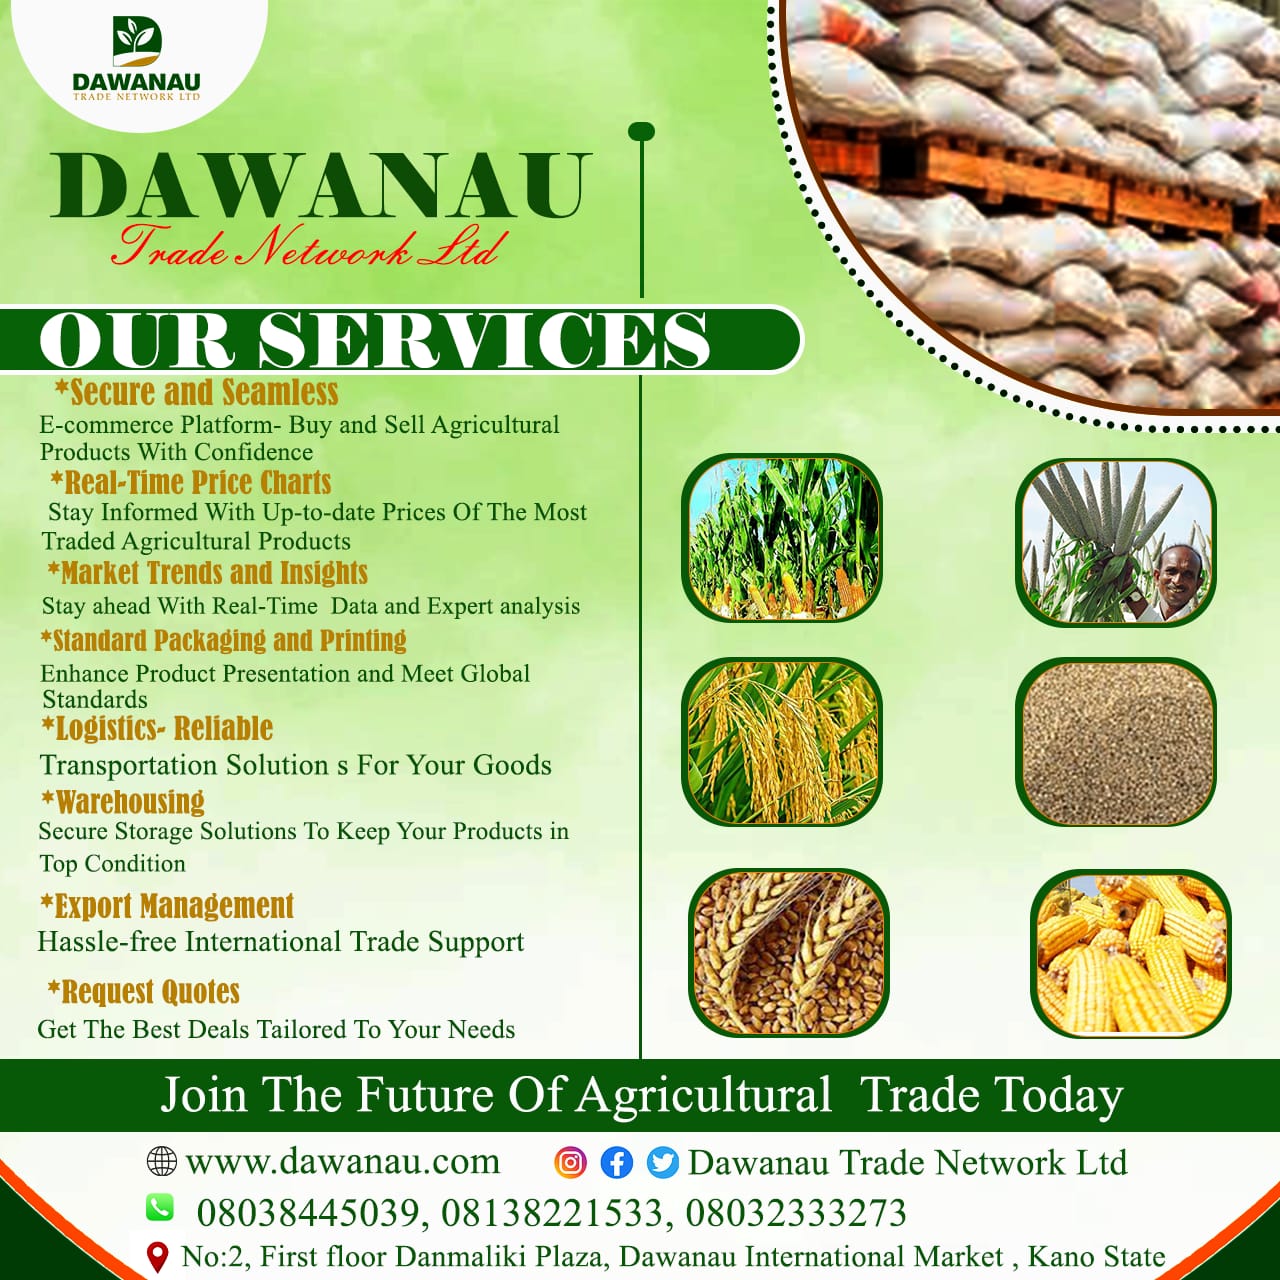 DAWANAU
TRADE NETWORK LTD
DAWANAU
Trade Network Ltd
OUR SERVICES
*Secure and Seamless
E-commerce Platform- Buy and Sell Agricultural
Products With Confidence
*Real-Time Price Charts
Stay Informed With Up-to-date Prices Of The Most
Traded Agricultural Products
*Market Trends and Insights
Stay ahead With Real-Time Data and Expert analysis
*Standard Packaging and Printing
Enhance Product Presentation and Meet Global
Standards
*Logistics- Reliable
Transportation Solution s For Your Goods
*Warehousing
Secure Storage Solutions To Keep Your Products in
Top Condition
*Export Management
Hassle-free International Trade Support
*Request Quotes
Get The Best Deals Tailored To Your Needs
Join The Future Of Agricultural Trade Today
www.dawanau.com Dawanau Trade Network Ltd
08038445039, 08138221533, 08032333273
No:2, First floor Danmaliki Plaza, Dawanau International Market , Kano State